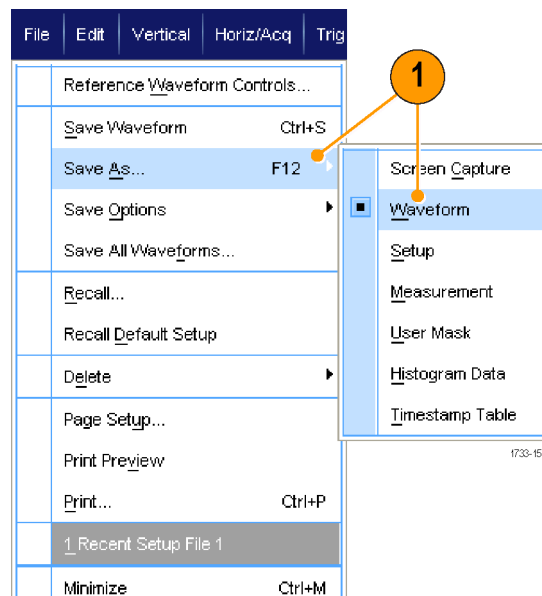 File Edit Vertical Horiz/Acq Trig
Reference Waveform Controls...
1
Save Waveform Ctrl+S
Save As... F12
Screen Capture
Save Options
Waveform
Save All Waveforms...
Setup
Recall...
Measurement
Recall Default Setup
User Mask
Delete
Histogram Data
Page Setup...
Timestamp Table
Print Preview
1733-15
Print... Ctrl+P
1 Recent Setup File 1
Minimize Ctrl+M